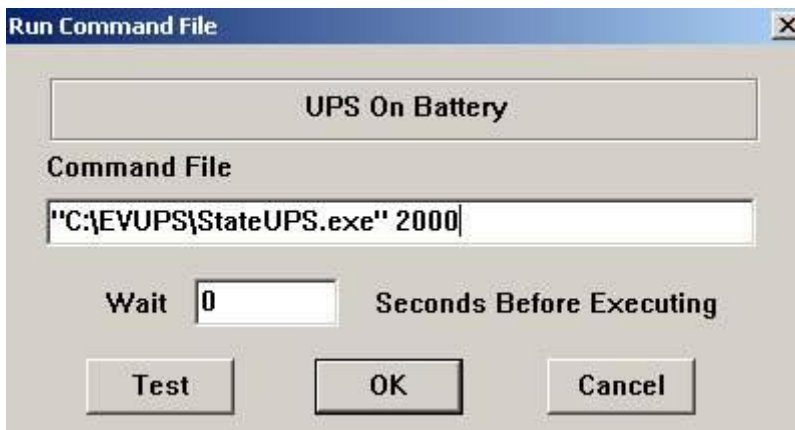 Run Command File
UPS On Battery
Command File
"C:\EVUPS\StateUPS.exe" 2000
Wait 0 Seconds Before Executing
Test OK Cancel